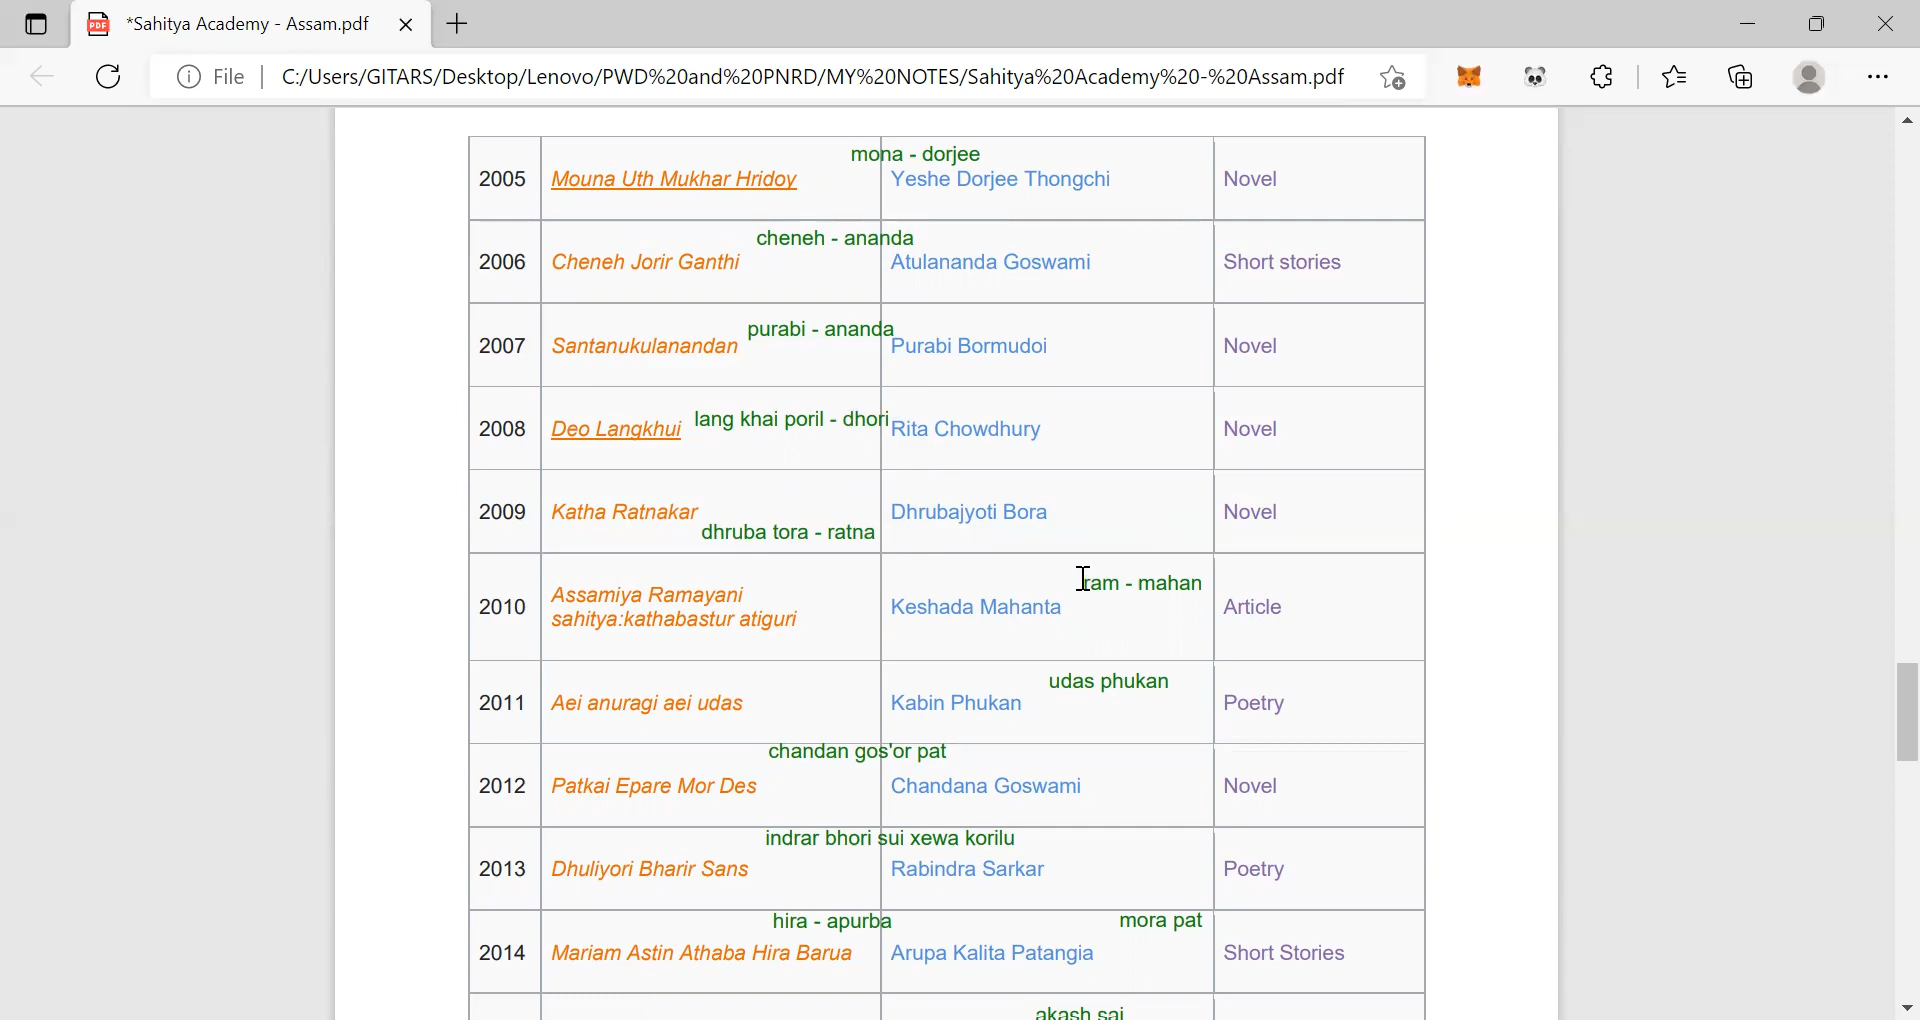 *Sahitya Academy - Assam.pdf
File
C:/Users/GITARS/Desktop/Lenovo/PWD%20and%20PNRD/MY%20NOTES/Sahitya%20Academy%20-%20Assam.pdf
mona - dorjee
2005 Mouna Uth Mukhar Hridoy Yeshe Dorjee Thongchi Novel
cheneh - ananda
2006 Cheneh Jorir Ganthi Atulananda Goswami Short stories
purabi - ananda
2007 Santanukulanandan Purabi Bormudoi Novel
lang khai poril - dhori
2008 Deo Langkhui Rita Chowdhury Novel
2009 Katha Ratnakar Dhrubajyoti Bora Novel
dhruba tora - ratna
ram - mahan
2010 Assamiya Ramayani
sahitya:kathabastur atiguri Keshada Mahanta Article
udas phukan
2011 Aei anuragi aei udas Kabin Phukan Poetry
chandan gos'or pat
2012 Patkai Epare Mor Des Chandana Goswami Novel
indrar bhori sui xewa korilu
2013 Dhuliyori Bharir Sans Rabindra Sarkar Poetry
hira - apurba mora pat
2014 Mariam Astin Athaba Hira Barua Arupa Kalita Patangia Short Stories
akash sai